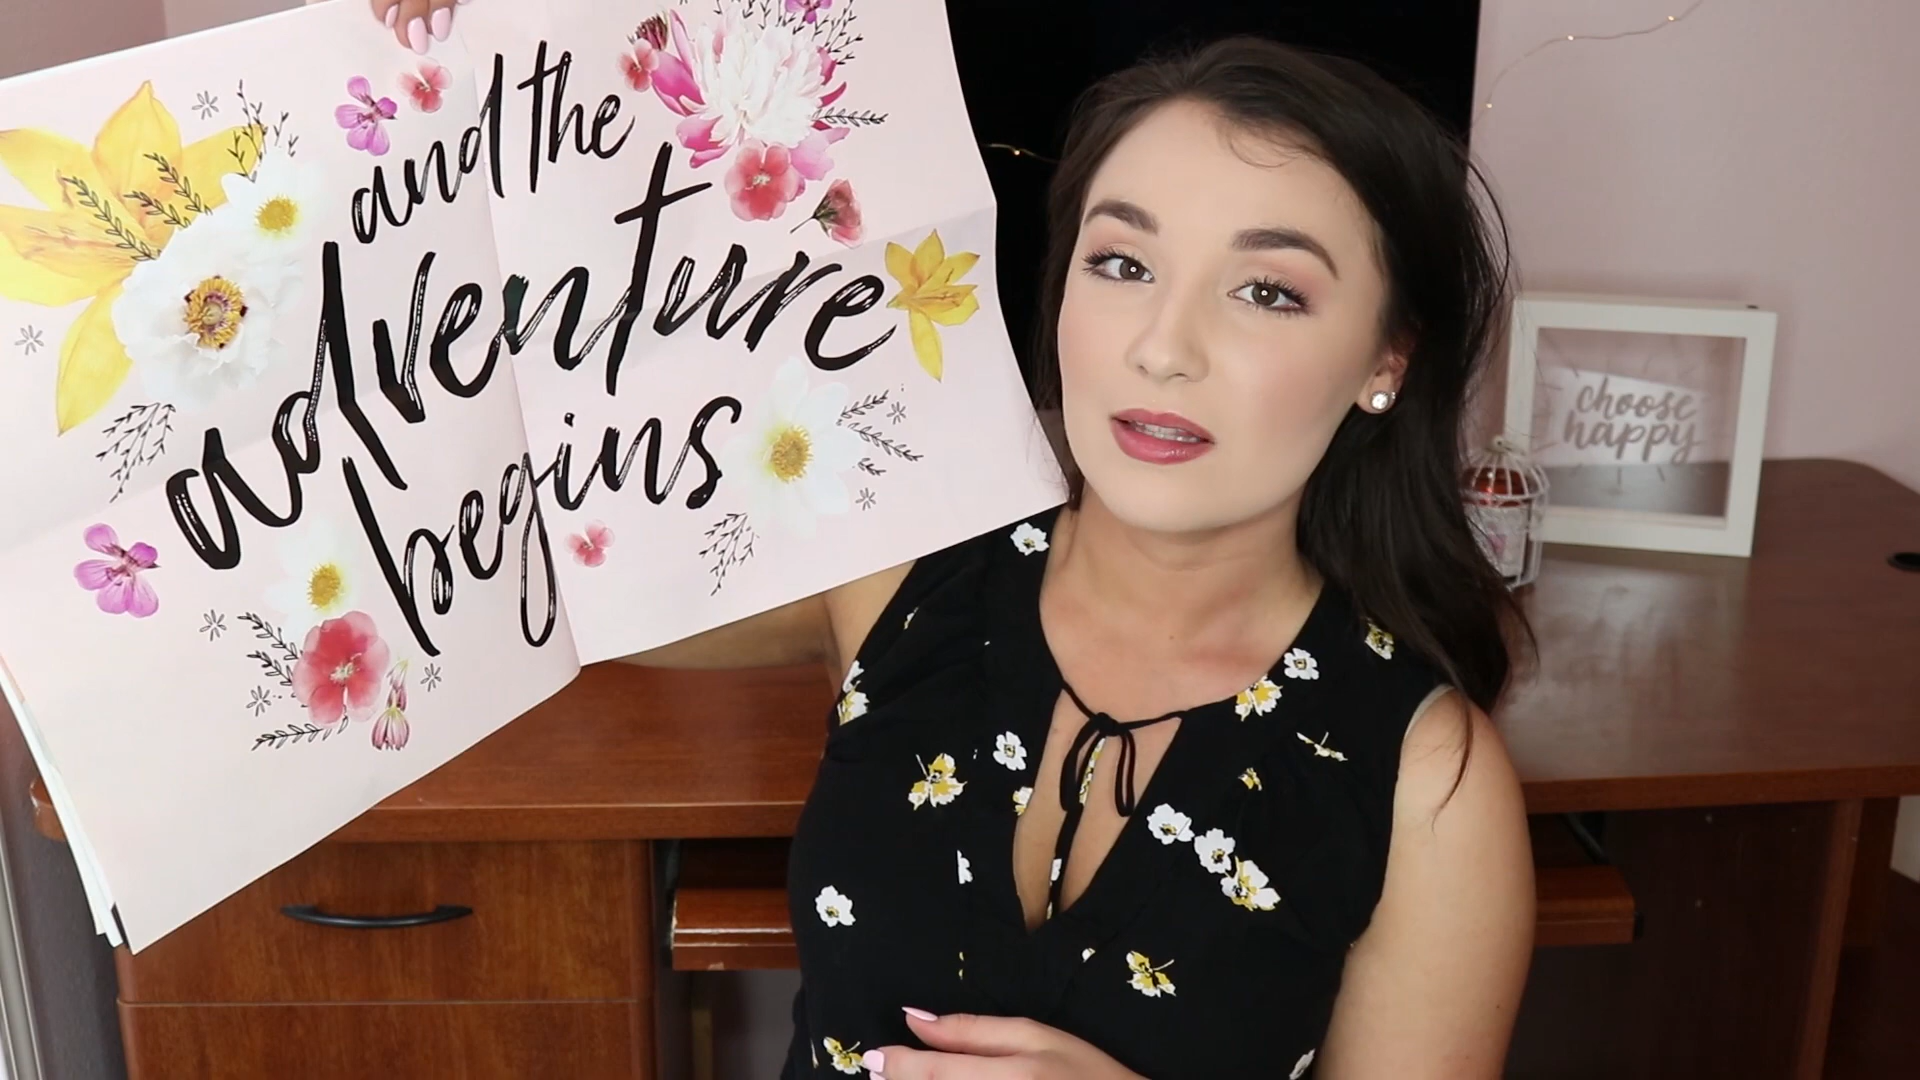 and the
adventure
begins
choose
happy